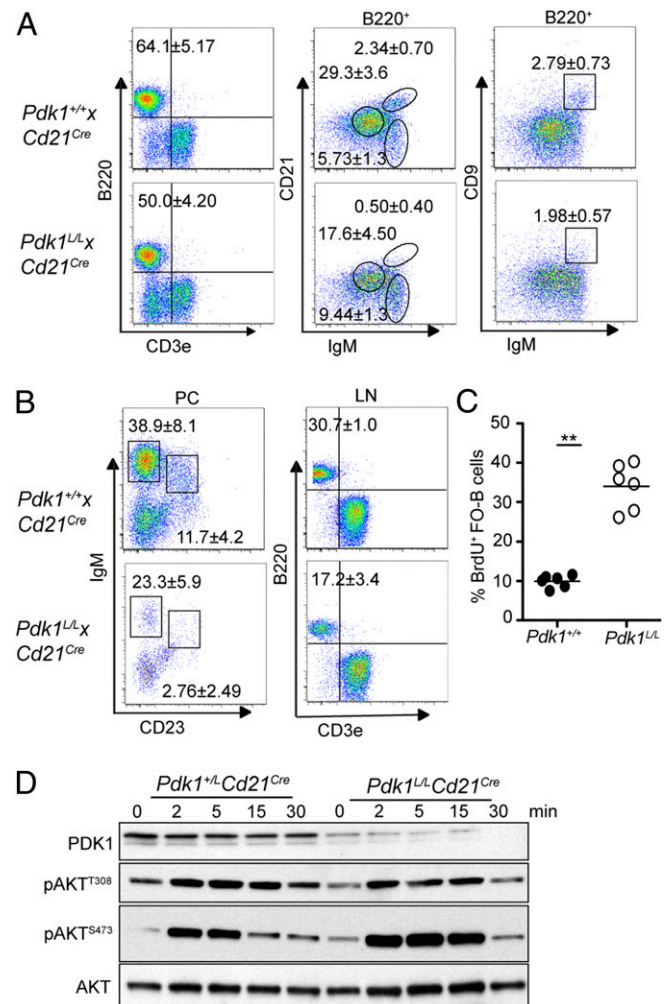 A
B220⁺
B220⁺
64.1±5.17
2.34±0.70
29.3±3.6
5.73±1.3
2.79±0.73
Pdk1⁺/⁺x
Cd21ᶜʳᵉ
B220
CD21
CD9
50.0±4.20
0.50±0.40
17.6±4.50
9.44±1.3
1.98±0.57
Pdk1ᴸ/ᴸx
Cd21ᶜʳᵉ
CD3e
IgM
IgM
B
PC
LN
38.9±8.1
11.7±4.2
30.7±1.0
Pdk1⁺/⁺x
Cd21ᶜʳᵉ
IgM
B220
23.3±5.9
2.76±2.49
17.2±3.4
Pdk1ᴸ/ᴸx
Cd21ᶜʳᵉ
CD23
CD3e
C
% BrdU⁺ FO-B cells
50
40
30
20
10
0
**
Pdk1⁺/⁺
Pdk1ᴸ/ᴸ
D
Pdk1⁺/ᴸCd21ᶜʳᵉ
Pdk1ᴸ/ᴸCd21ᶜʳᵉ
0 2 5 15 30 0 2 5 15 30 min
PDK1
pAKTᵀ³⁰⁸
pAKTˢ⁴⁷³
AKT